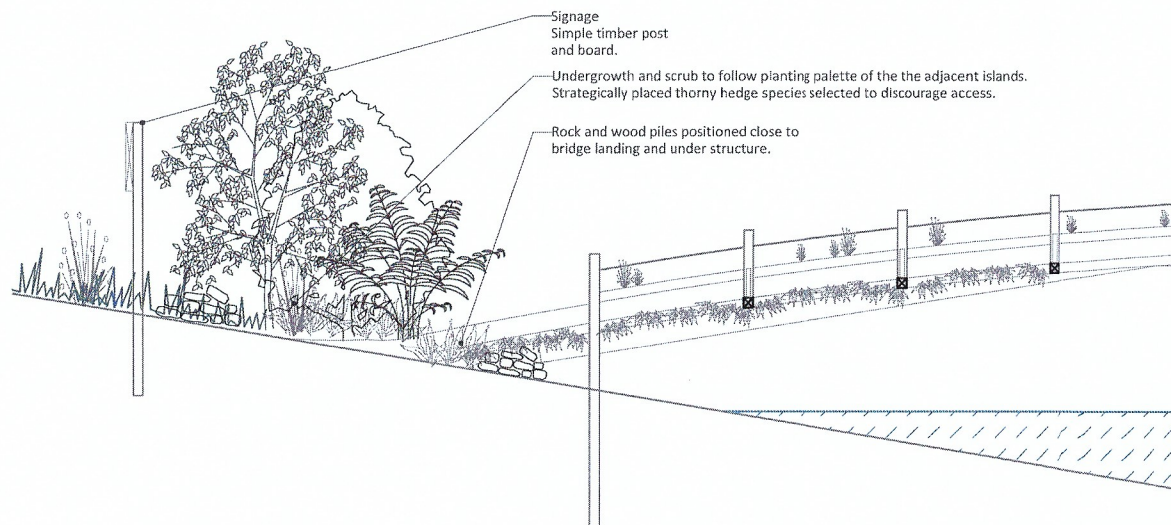 Signage
Simple timber post
and board.
Undergrowth and scrub to follow planting palette of the the adjacent islands.
Strategically placed thorny hedge species selected to discourage access.
Rock and wood piles positioned close to
bridge landing and under structure.